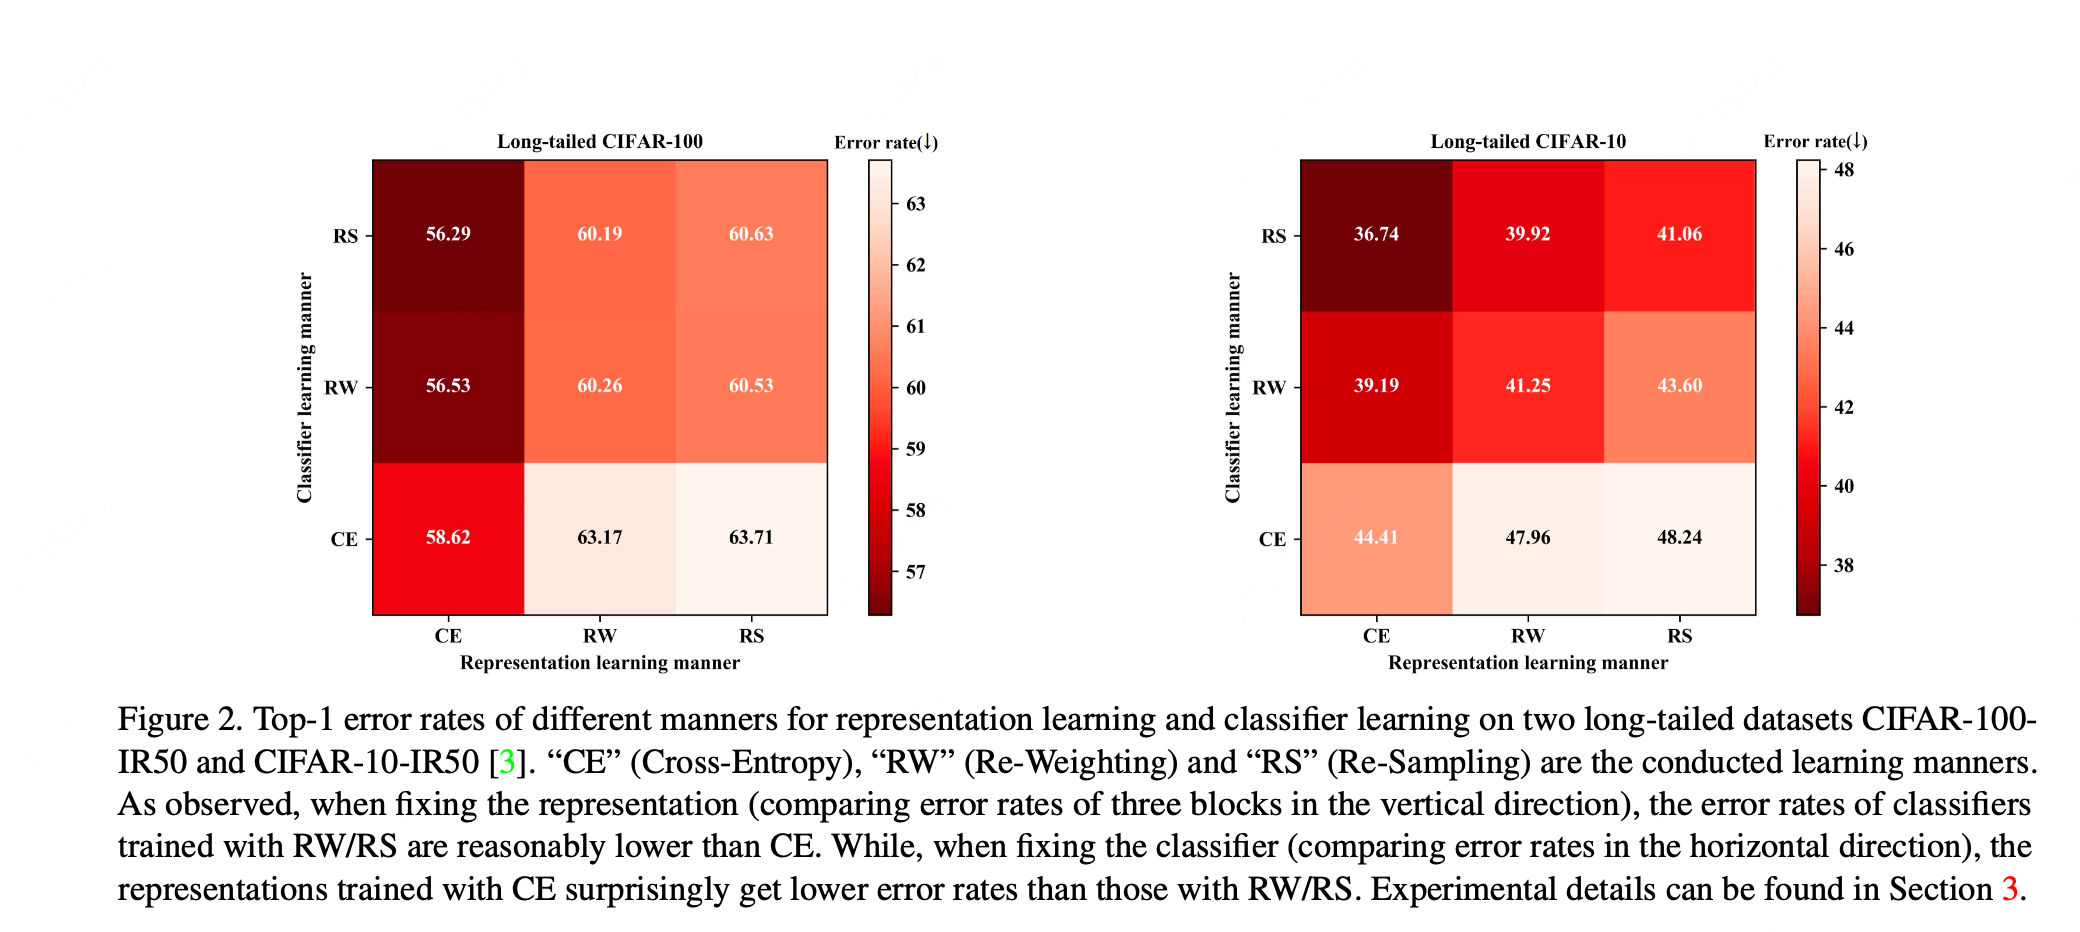 Long-tailed CIFAR-100
Error rate(↓)
Classifier learning manner
RS
56.29 60.19 60.63
RW
56.53 60.26 60.53
CE
58.62 63.17 63.71
63
62
61
60
59
58
57
CE RW RS
Representation learning manner
Long-tailed CIFAR-10
Error rate(↓)
Classifier learning manner
RS
36.74 39.92 41.06
RW
39.19 41.25 43.60
CE
44.41 47.96 48.24
48
46
44
42
40
38
CE RW RS
Representation learning manner
Figure 2. Top-1 error rates of different manners for representation learning and classifier learning on two long-tailed datasets CIFAR-100-
IR50 and CIFAR-10-IR50 [3]. “CE” (Cross-Entropy), “RW” (Re-Weighting) and “RS” (Re-Sampling) are the conducted learning manners.
As observed, when fixing the representation (comparing error rates of three blocks in the vertical direction), the error rates of classifiers
trained with RW/RS are reasonably lower than CE. While, when fixing the classifier (comparing error rates in the horizontal direction), the
representations trained with CE surprisingly get lower error rates than those with RW/RS. Experimental details can be found in Section 3.